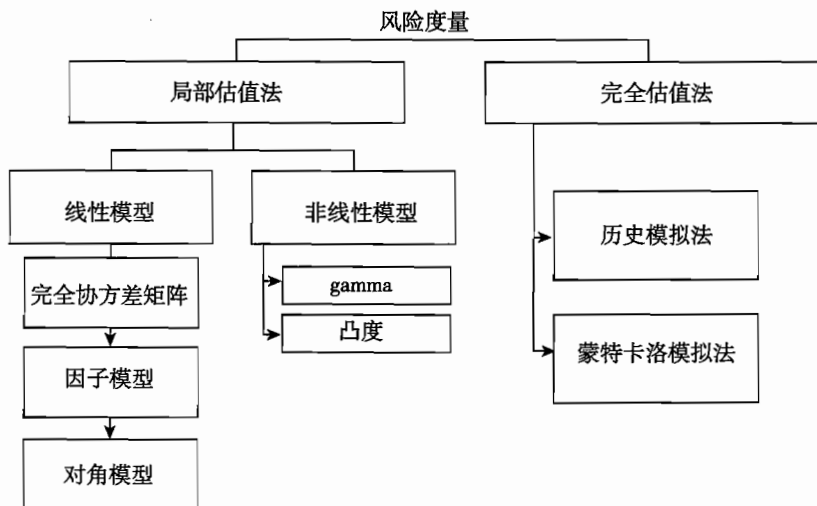 风险度量
局部估值法
完全估值法
线性模型
非线性模型
历史模拟法
完全协方差矩阵
gamma
凸度
因子模型
蒙特卡洛模拟法
对角模型